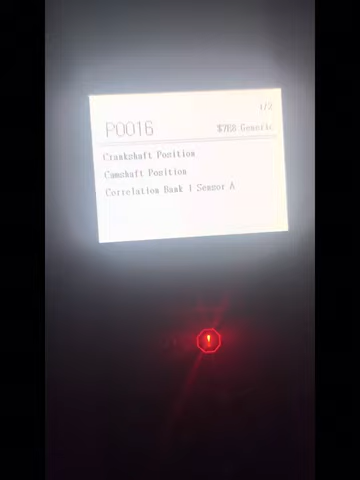 1/2
P0016
$7E8 Generic
Crankshaft Position
Camshaft Position
Correlation Bank 1 Sensor A